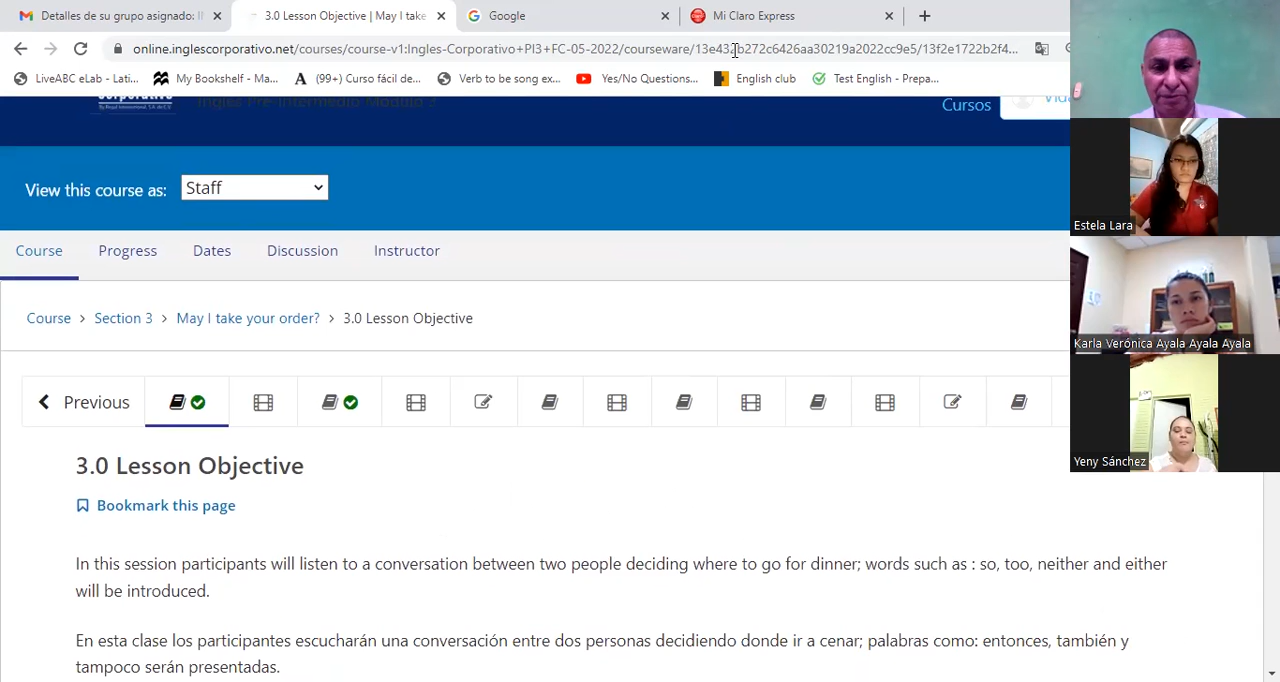 Detalles de su grupo asignado: I
3.0 Lesson Objective | May I take
Google
Mi Claro Express
online.inglescorporativo.net/courses/course-v1:Ingles-Corporativo+PI3+FC-05-2022/courseware/13e432b272c6426aa30219a2022cc9e5/13f2e1722b2f4...
LiveABC eLab - Lati...
My Bookshelf - Ma...
(99+) Curso fácil de...
Verb to be song ex...
Yes/No Questions...
English club
Test English - Prepa...
corporativo
Ingles Pre-Intermedio Modulo 3
Cursos
View this course as:
Staff
Course
Progress
Dates
Discussion
Instructor
Course > Section 3 > May I take your order? > 3.0 Lesson Objective
Previous
3.0 Lesson Objective
Bookmark this page
In this session participants will listen to a conversation between two people deciding where to go for dinner; words such as : so, too, neither and either
will be introduced.
En esta clase los participantes escucharán una conversación entre dos personas decidiendo donde ir a cenar; palabras como: entonces, también y
tampoco serán presentadas.
Estela Lara
Karla Verónica Ayala Ayala Ayala
Yeny Sánchez